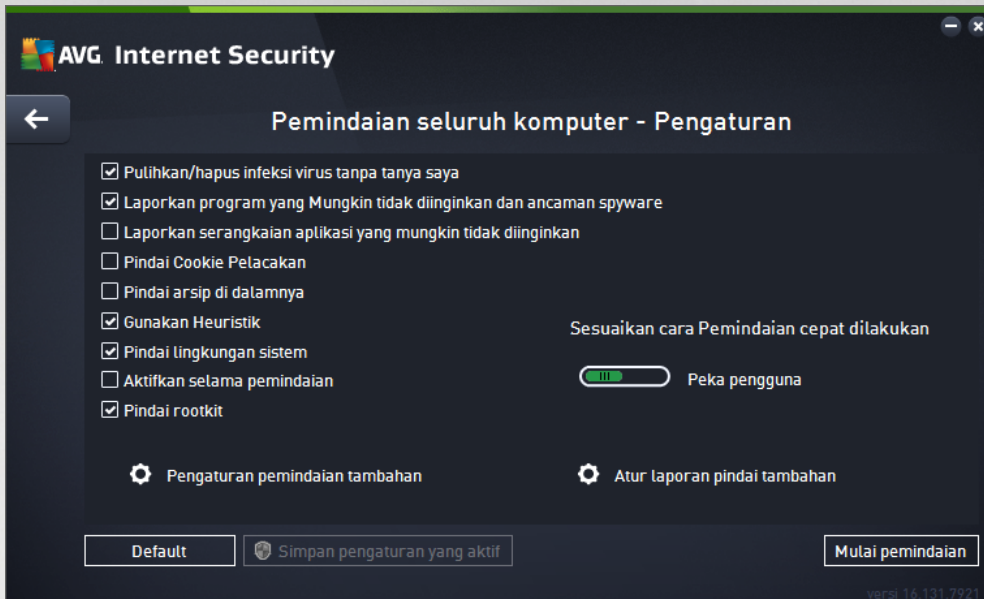 AVG Internet Security
Pemindaian seluruh komputer - Pengaturan
Pulihkan/hapus infeksi virus tanpa tanya saya
Laporkan program yang Mungkin tidak diinginkan dan ancaman spyware
Laporkan serangkaian aplikasi yang mungkin tidak diinginkan
Pindai Cookie Pelacakan
Pindai arsip di dalamnya
Gunakan Heuristik
Pindai lingkungan sistem
Aktifkan selama pemindaian
Pindai rootkit
Sesuaikan cara Pemindaian cepat dilakukan
Peka pengguna
Pengaturan pemindaian tambahan
Atur laporan pindai tambahan
Default
Simpan pengaturan yang aktif
Mulai pemindaian
versi 16.131.7921